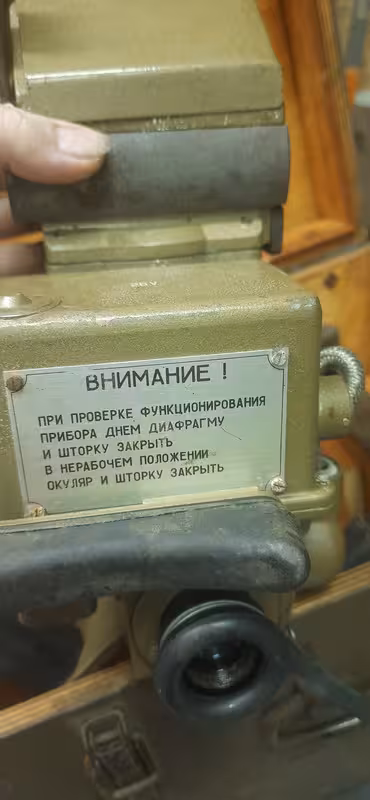 ВНИМАНИЕ !
ПРИ ПРОВЕРКЕ ФУНКЦИОНИРОВАНИЯ
ПРИБОРА ДНЕМ ДИАФРАГМУ
И ШТОРКУ ЗАКРЫТЬ
В НЕРАБОЧЕМ ПОЛОЖЕНИИ
ОКУЛЯР И ШТОРКУ ЗАКРЫТЬ